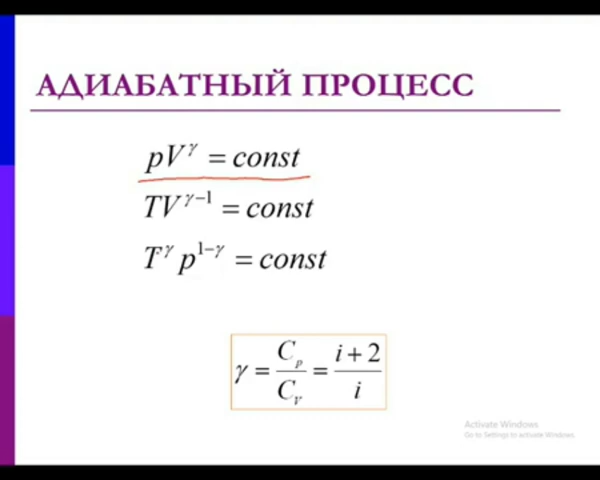 АДИАБАТНЫЙ ПРОЦЕСС
pV^γ = const
TV^{γ−1} = const
T^γ p^{1−γ} = const
γ = C_p / C_V = (i + 2) / i
Activate Windows
Go to Settings to activate Windows.